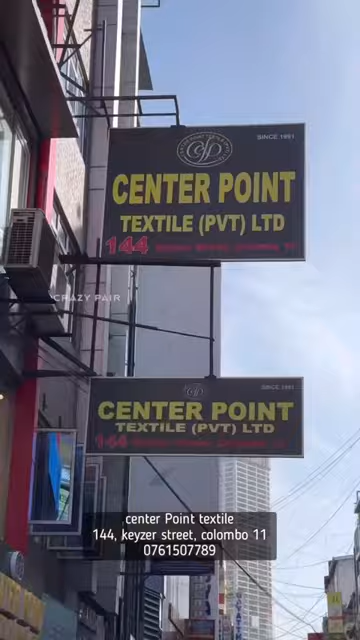 SINCE 1991
CENTER POINT
TEXTILE (PVT) LTD
144
CRAZY PAIR
SINCE 1991
CENTER POINT
TEXTILE (PVT) LTD
144
center Point textile
144, keyzer street, colombo 11
0761507789